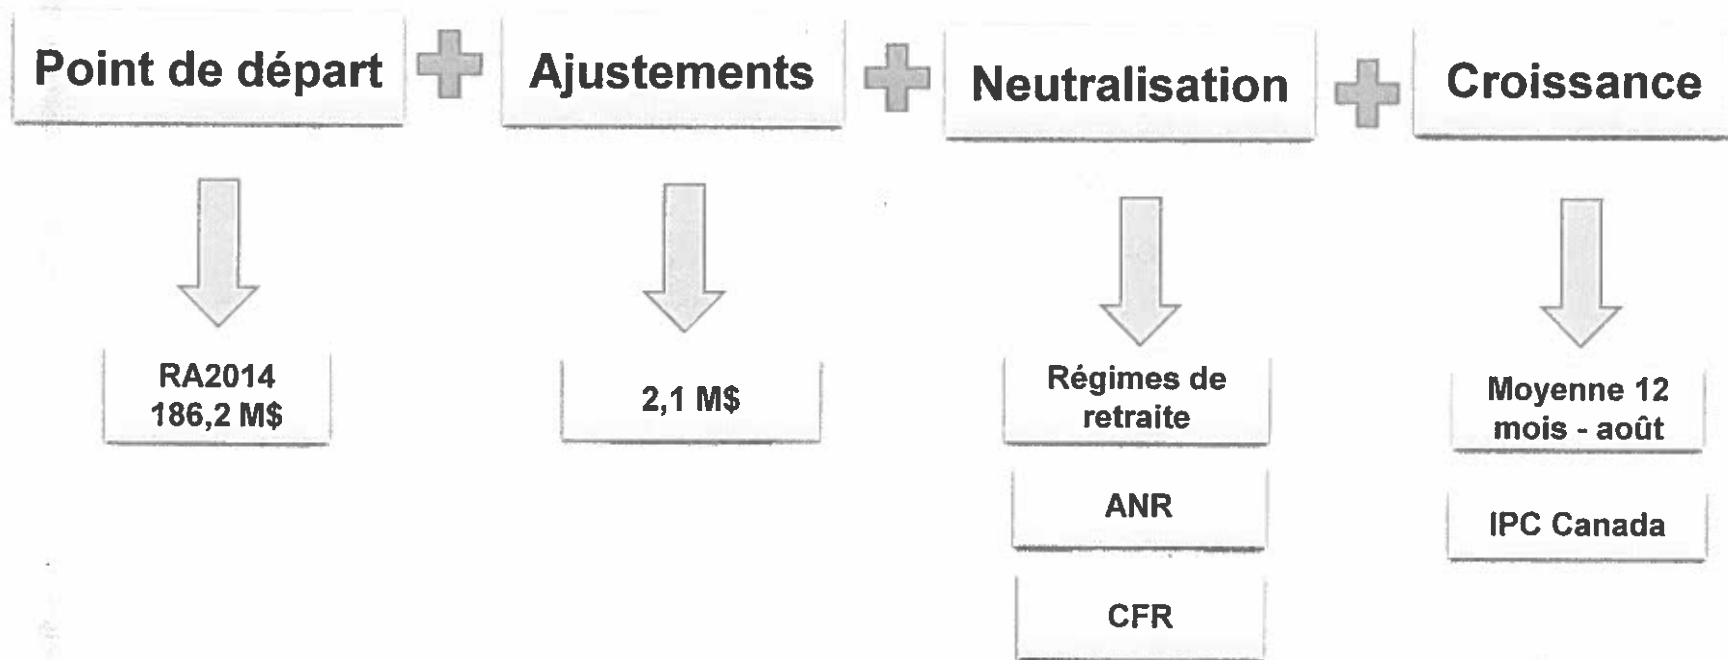 Point de départ
Ajustements
Neutralisation
Croissance
RA2014
186,2 M$
2,1 M$
Régimes de
retraite
ANR
CFR
Moyenne 12
mois - août
IPC Canada